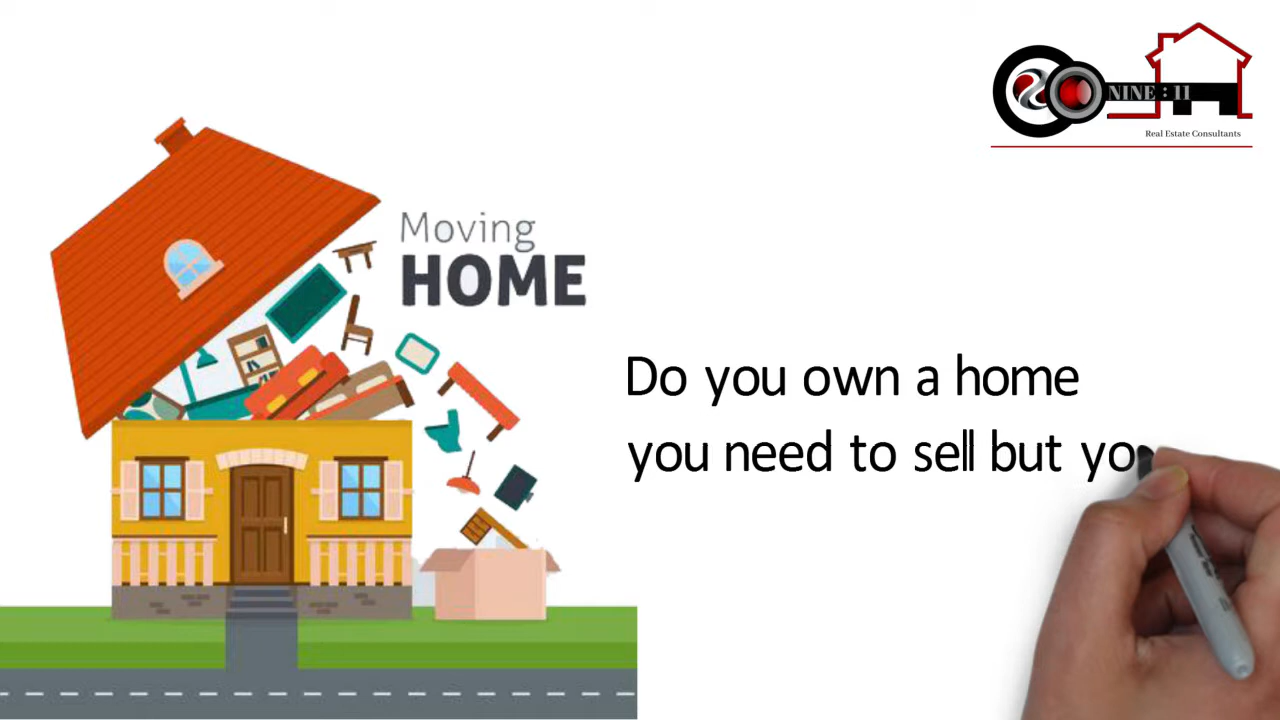 NINE : 11
Real Estate Consultants
Moving
HOME
Do you own a home
you need to sell but yo